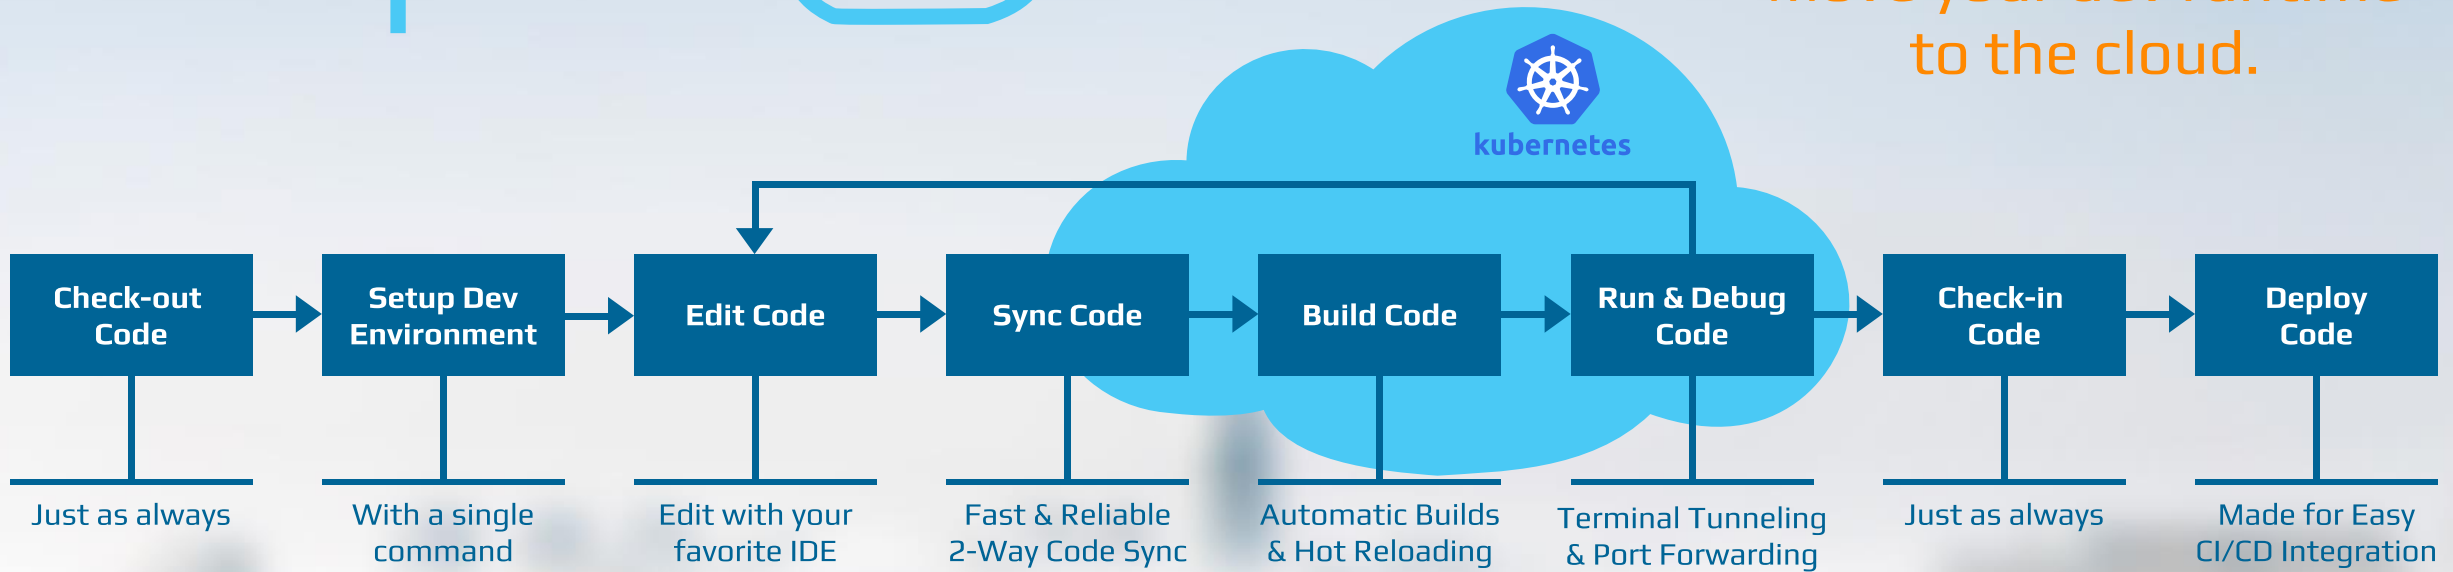 to the cloud.
kubernetes
Check-out
Code
Setup Dev
Environment
Edit Code
Sync Code
Build Code
Run & Debug
Code
Check-in
Code
Deploy
Code
Just as always
With a single
command
Edit with your
favorite IDE
Fast & Reliable
2-Way Code Sync
Automatic Builds
& Hot Reloading
Terminal Tunneling
& Port Forwarding
Just as always
Made for Easy
CI/CD Integration